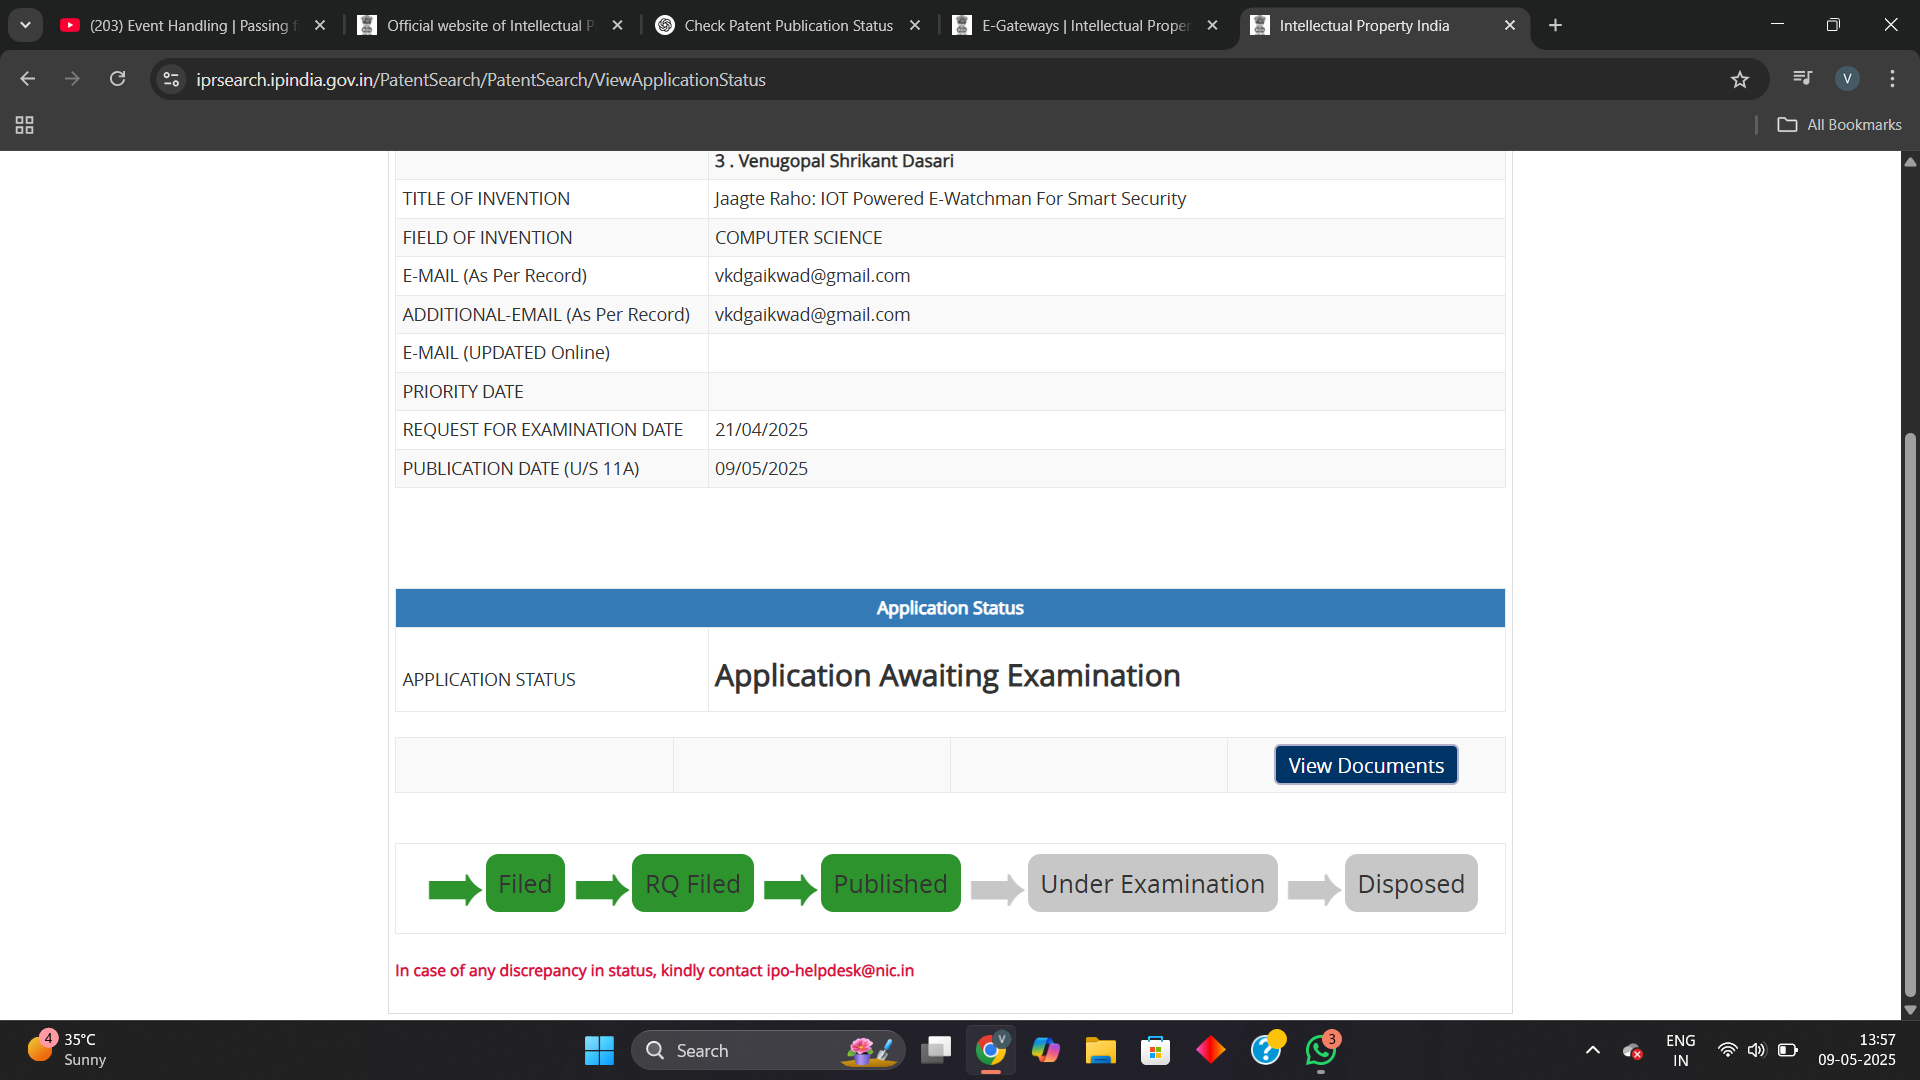 (203) Event Handling | Passing f
Official website of Intellectual P
Check Patent Publication Status
E-Gateways | Intellectual Proper
Intellectual Property India
iprsearch.ipindia.gov.in/PatentSearch/PatentSearch/ViewApplicationStatus
V
All Bookmarks
3 . Venugopal Shrikant Dasari
TITLE OF INVENTION Jaagte Raho: IOT Powered E-Watchman For Smart Security
FIELD OF INVENTION COMPUTER SCIENCE
E-MAIL (As Per Record) vkdgaikwad@gmail.com
ADDITIONAL-EMAIL (As Per Record) vkdgaikwad@gmail.com
E-MAIL (UPDATED Online)
PRIORITY DATE
REQUEST FOR EXAMINATION DATE 21/04/2025
PUBLICATION DATE (U/S 11A) 09/05/2025
Application Status
APPLICATION STATUS Application Awaiting Examination
View Documents
Filed RQ Filed Published Under Examination Disposed
In case of any discrepancy in status, kindly contact ipo-helpdesk@nic.in
4
35°C
Sunny
Search
V
3
ENG
IN
13:57
09-05-2025